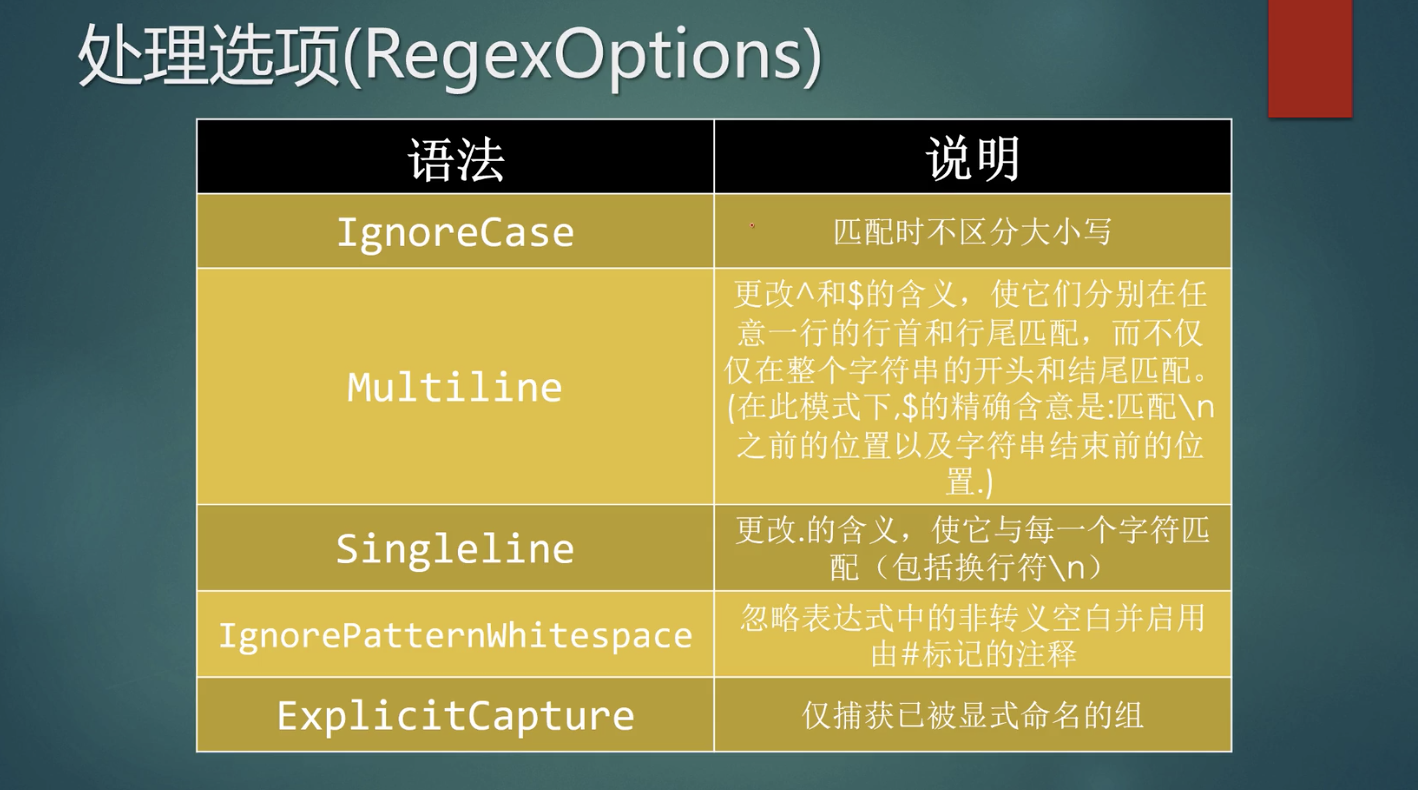 处理选项(RegexOptions)
语法
说明
IgnoreCase
匹配时不区分大小写
Multiline
更改^和$的含义，使它们分别在任
意一行的行首和行尾匹配，而不仅
仅在整个字符串的开头和结尾匹配。
(在此模式下,$的精确含意是:匹配\n
之前的位置以及字符串结束前的位
置.)
Singleline
更改.的含义，使它与每一个字符匹
配（包括换行符\n）
IgnorePatternWhitespace
忽略表达式中的非转义空白并启用
由#标记的注释
ExplicitCapture
仅捕获已被显式命名的组